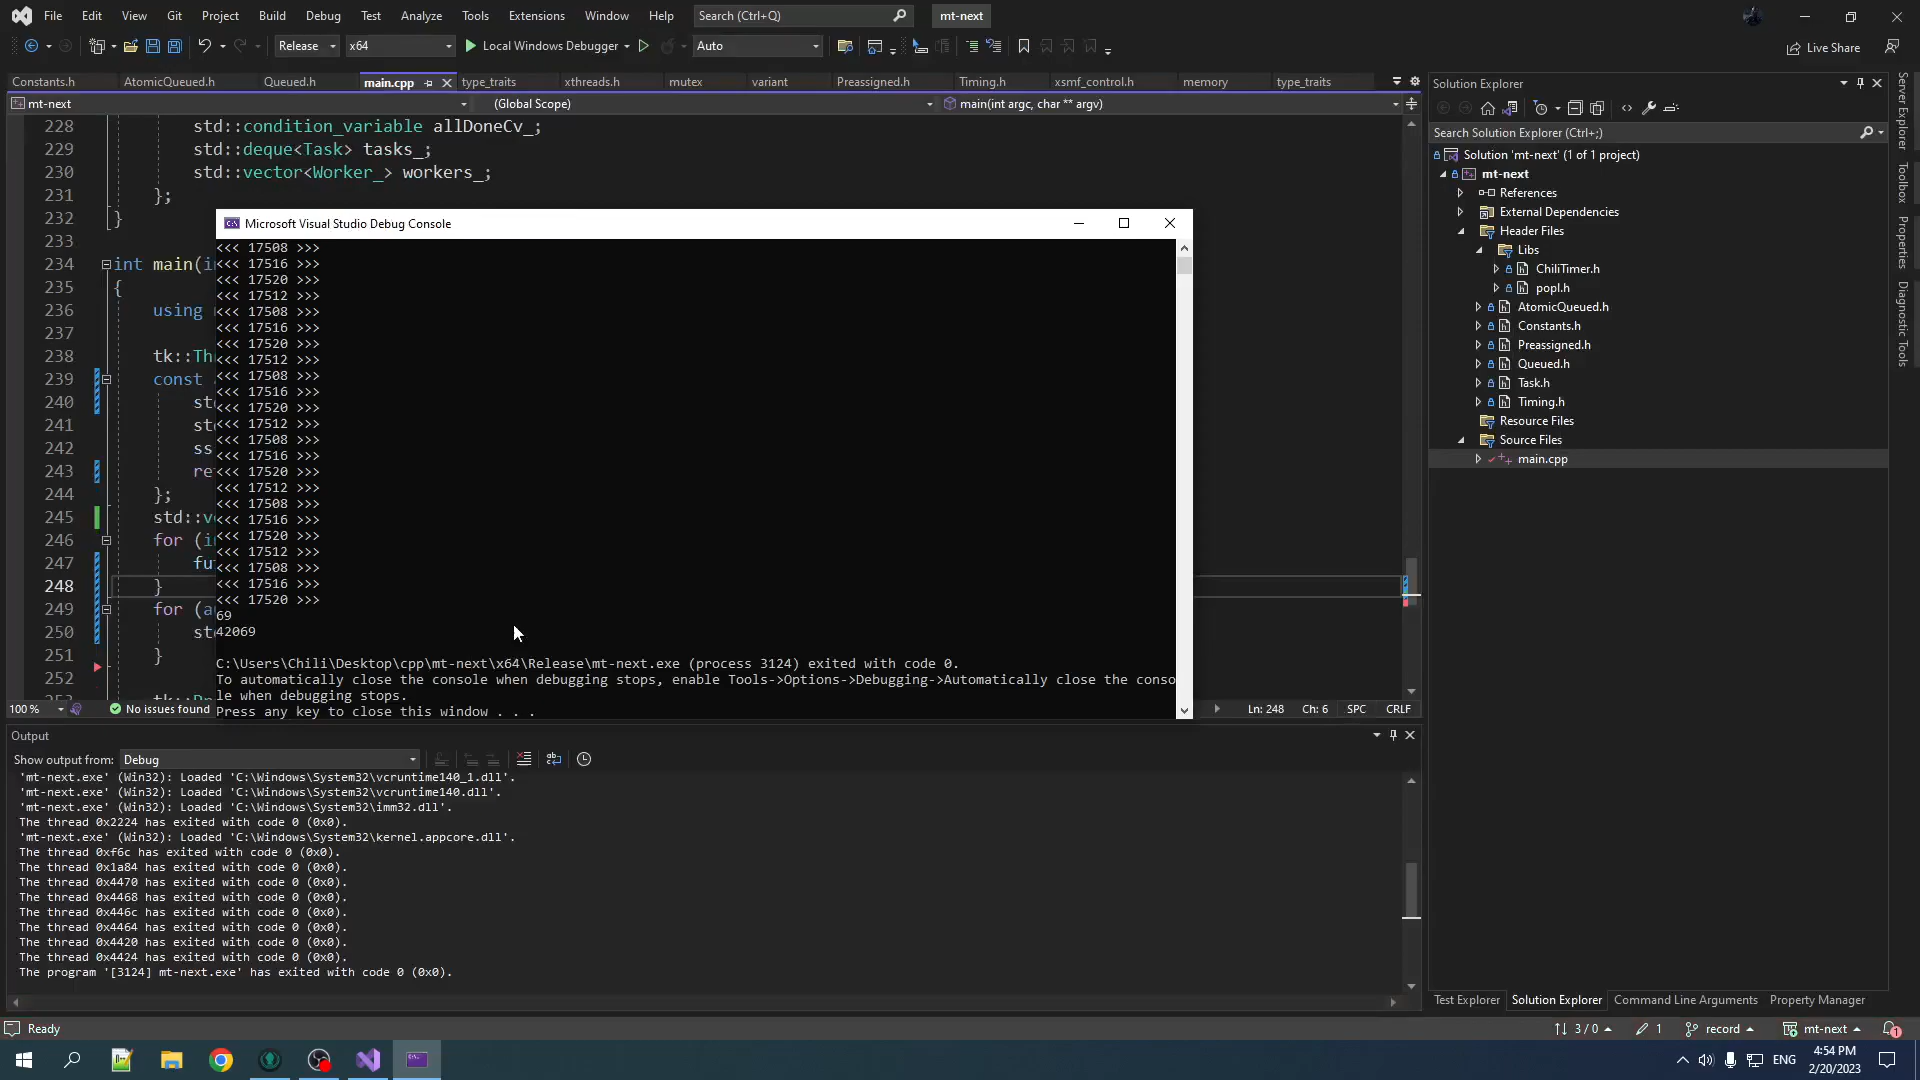 File Edit View Git Project Build Debug Test Analyze Tools Extensions Window Help Search (Ctrl+Q) mt-next
Release x64 Local Windows Debugger Auto Live Share
Constants.h AtomicQueued.h Queued.h main.cpp type_traits xthreads.h mutex variant Preassigned.h Timing.h xsmf_control.h memory type_traits
mt-next (Global Scope) main(int argc, char ** argv)
228 std::condition_variable allDoneCv_;
229 std::deque<Task> tasks_;
230 std::vector<Worker_> workers_;
231 };
232 }
233
234 int main(i
235 {
236 using
237
238 tk::Th
239 const
240 st
241 st
242 ss
243 re
244 };
245 std::v
246 for (i
247 fu
248 }
249 for (a
250 st
251 }
252
Microsoft Visual Studio Debug Console
<<< 17508 >>>
<<< 17516 >>>
<<< 17520 >>>
<<< 17512 >>>
<<< 17508 >>>
<<< 17516 >>>
<<< 17520 >>>
<<< 17512 >>>
<<< 17508 >>>
<<< 17516 >>>
<<< 17520 >>>
<<< 17512 >>>
<<< 17508 >>>
<<< 17516 >>>
<<< 17520 >>>
<<< 17512 >>>
<<< 17508 >>>
<<< 17516 >>>
<<< 17520 >>>
<<< 17512 >>>
<<< 17508 >>>
<<< 17516 >>>
<<< 17520 >>>
69
42069
C:\Users\Chili\Desktop\cpp\mt-next\x64\Release\mt-next.exe (process 3124) exited with code 0.
To automatically close the console when debugging stops, enable Tools->Options->Debugging->Automatically close the conso
le when debugging stops.
Press any key to close this window . . .
100 % No issues found Ln: 248 Ch: 6 SPC CRLF
Output
Show output from: Debug
'mt-next.exe' (Win32): Loaded 'C:\Windows\System32\vcruntime140_1.dll'.
'mt-next.exe' (Win32): Loaded 'C:\Windows\System32\vcruntime140.dll'.
'mt-next.exe' (Win32): Loaded 'C:\Windows\System32\imm32.dll'.
The thread 0x2224 has exited with code 0 (0x0).
'mt-next.exe' (Win32): Loaded 'C:\Windows\System32\kernel.appcore.dll'.
The thread 0xf6c has exited with code 0 (0x0).
The thread 0x1a84 has exited with code 0 (0x0).
The thread 0x4470 has exited with code 0 (0x0).
The thread 0x4468 has exited with code 0 (0x0).
The thread 0x446c has exited with code 0 (0x0).
The thread 0x4464 has exited with code 0 (0x0).
The thread 0x4420 has exited with code 0 (0x0).
The thread 0x4424 has exited with code 0 (0x0).
The program '[3124] mt-next.exe' has exited with code 0 (0x0).
Solution Explorer
Search Solution Explorer (Ctrl+;)
Solution 'mt-next' (1 of 1 project)
mt-next
References
External Dependencies
Header Files
Libs
ChiliTimer.h
popl.h
AtomicQueued.h
Constants.h
Preassigned.h
Queued.h
Task.h
Timing.h
Resource Files
Source Files
main.cpp
Server Explorer
Toolbox
Properties
Diagnostic Tools
Test Explorer Solution Explorer Command Line Arguments Property Manager
Ready 3 / 0 1 record mt-next 1
ENG 4:54 PM
2/20/2023